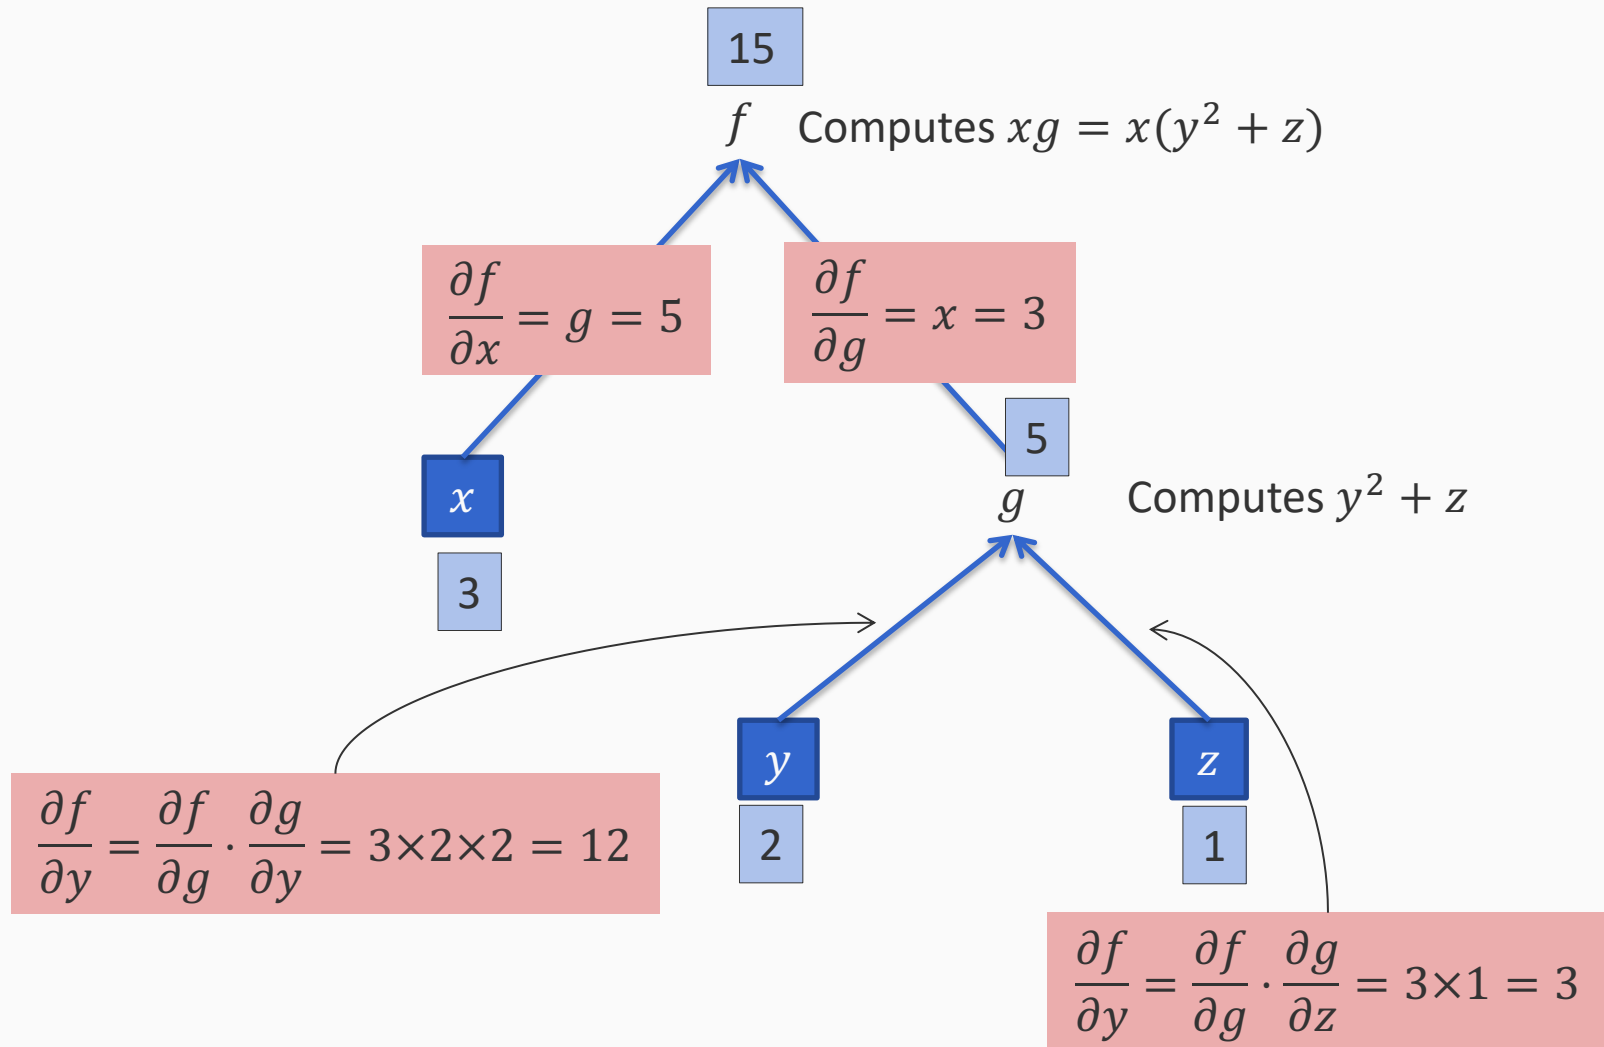 15
f Computes xg = x(y² + z)
∂f/∂x = g = 5
∂f/∂g = x = 3
5
x
g Computes y² + z
3
y
z
2
1
∂f/∂y = ∂f/∂g · ∂g/∂y = 3×2×2 = 12
∂f/∂y = ∂f/∂g · ∂g/∂z = 3×1 = 3